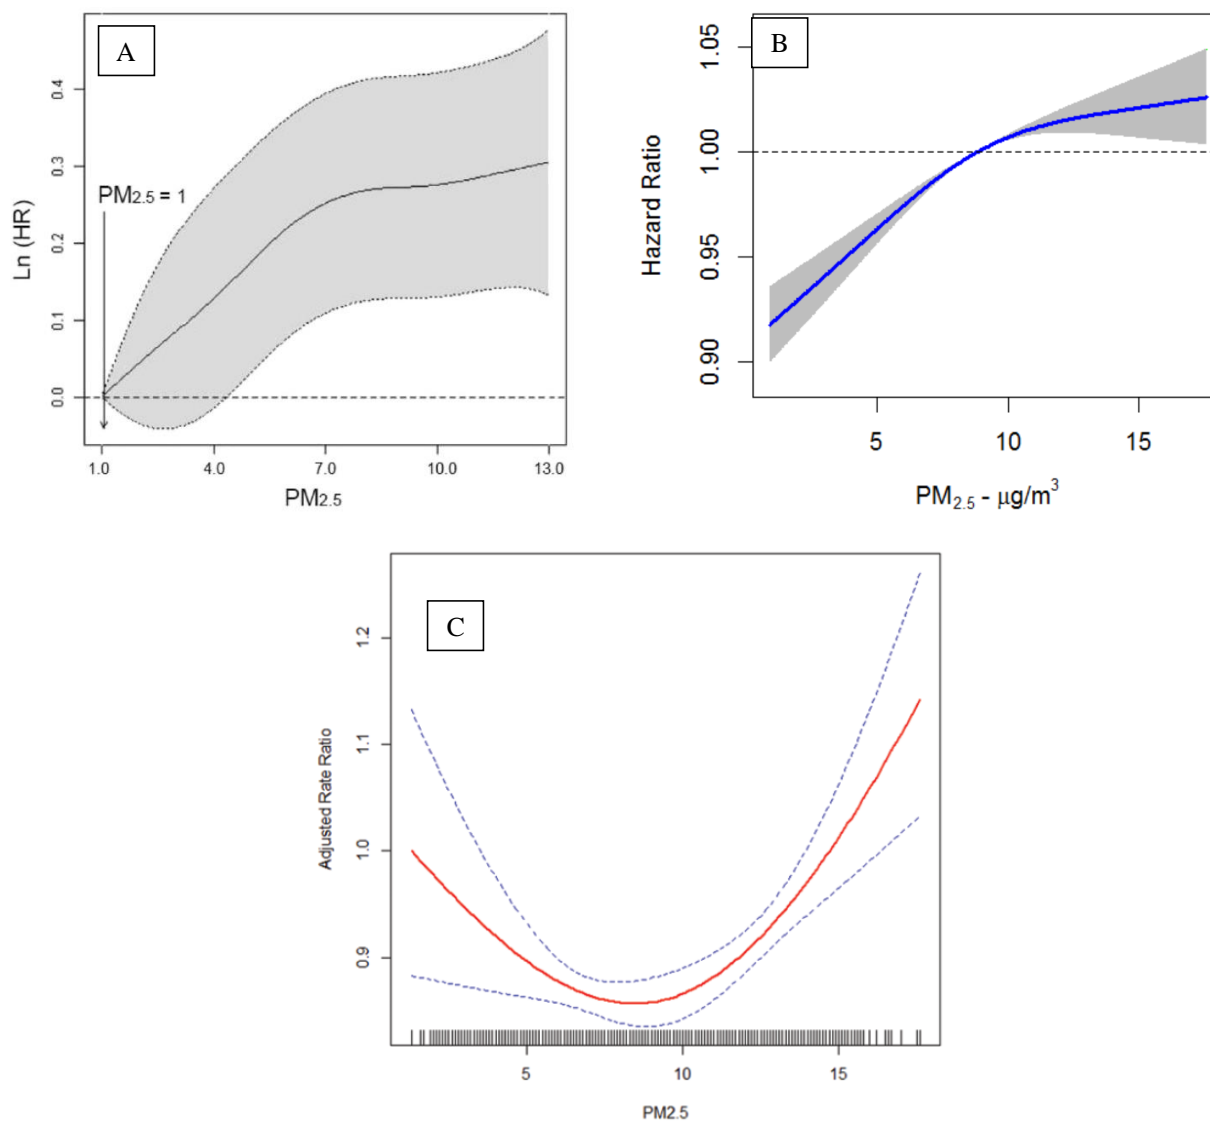 A
Ln (HR)
0.4
0.3
0.2
0.1
0.0
PM2.5 = 1
1.0 4.0 7.0 10.0 13.0
PM2.5
B
Hazard Ratio
1.05
1.00
0.95
0.90
5 10 15
PM2.5 - μg/m3
C
Adjusted Rate Ratio
1.2
1.1
1.0
0.9
5 10 15
PM2.5